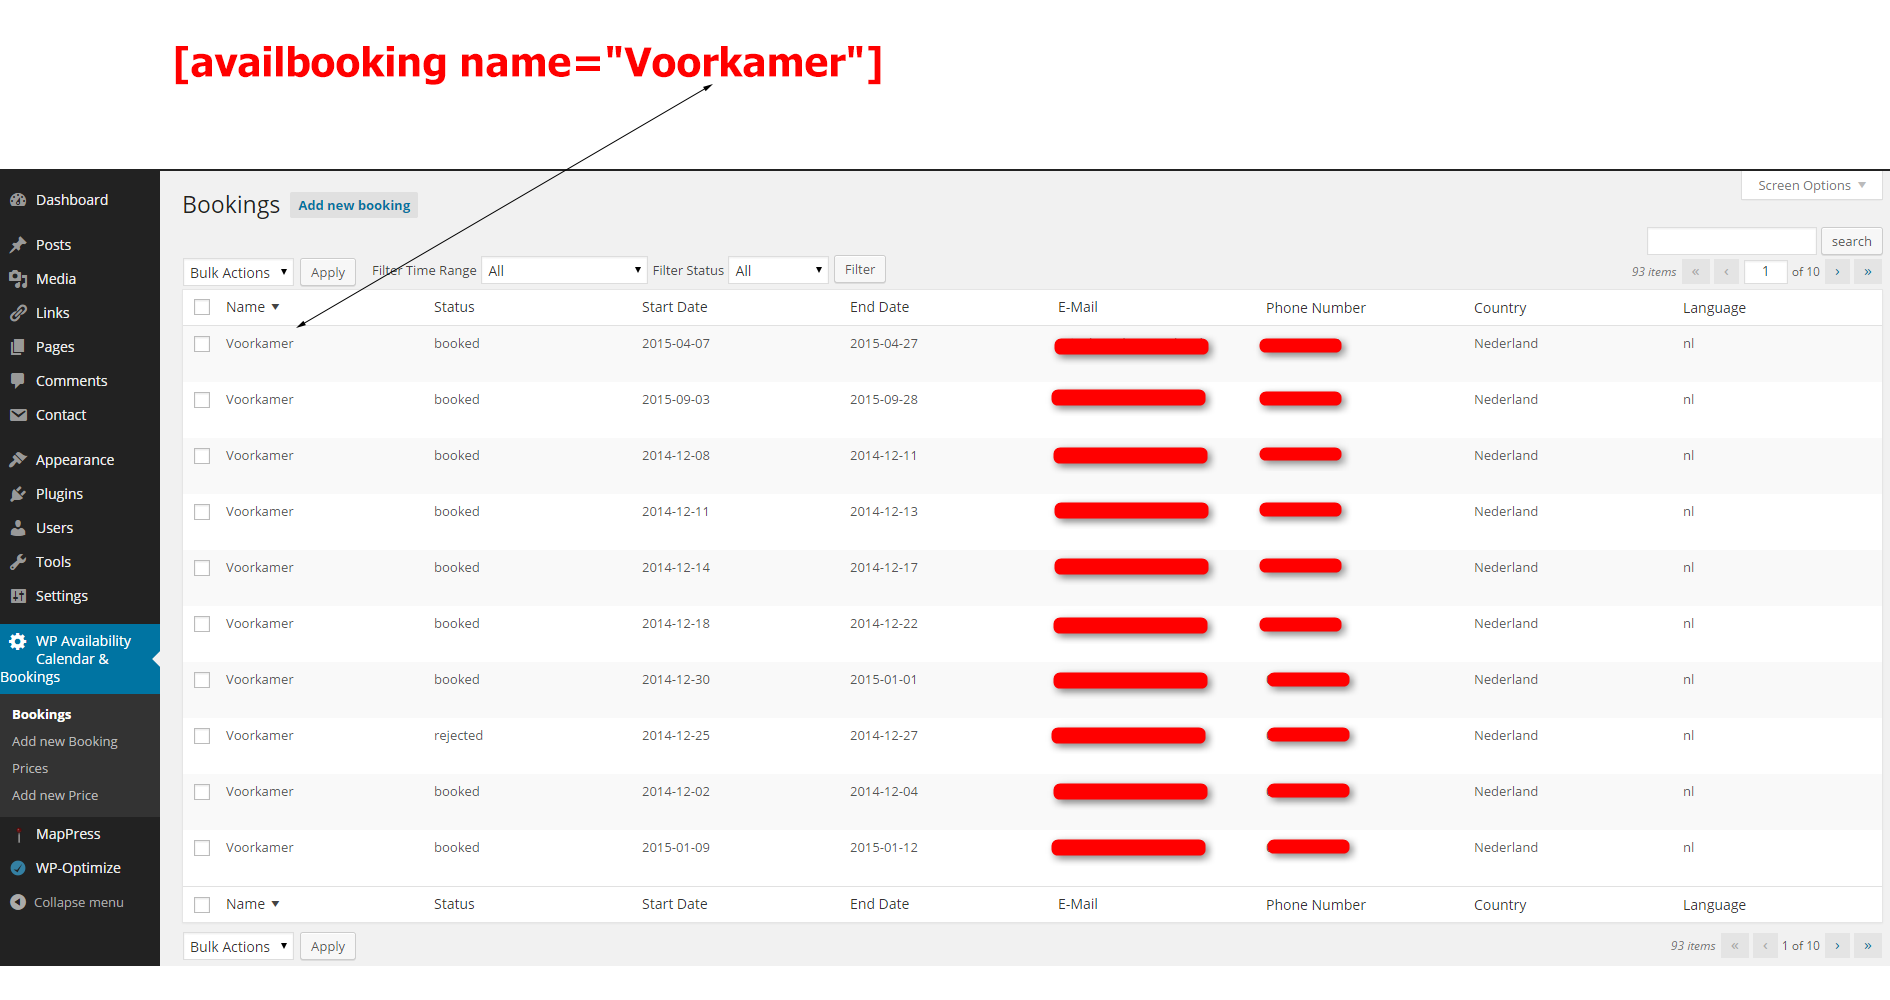 [availbooking name="Voorkamer"]
Dashboard
Posts
Media
Links
Pages
Comments
Contact
Appearance
Plugins
Users
Tools
Settings
WP Availability
Calendar &
Bookings
Bookings
Add new Booking
Prices
Add new Price
MapPress
WP-Optimize
Collapse menu
Screen Options
Bookings Add new booking
search
Bulk Actions Apply Filter Time Range All Filter Status All Filter 93 items « ‹ 1 of 10 › »
Name Status Start Date End Date E-Mail Phone Number Country Language
Voorkamer booked 2015-04-07 2015-04-27 Nederland nl
Voorkamer booked 2015-09-03 2015-09-28 Nederland nl
Voorkamer booked 2014-12-08 2014-12-11 Nederland nl
Voorkamer booked 2014-12-11 2014-12-13 Nederland nl
Voorkamer booked 2014-12-14 2014-12-17 Nederland nl
Voorkamer booked 2014-12-18 2014-12-22 Nederland nl
Voorkamer booked 2014-12-30 2015-01-01 Nederland nl
Voorkamer rejected 2014-12-25 2014-12-27 Nederland nl
Voorkamer booked 2014-12-02 2014-12-04 Nederland nl
Voorkamer booked 2015-01-09 2015-01-12 Nederland nl
Name Status Start Date End Date E-Mail Phone Number Country Language
Bulk Actions Apply 93 items « ‹ 1 of 10 › »